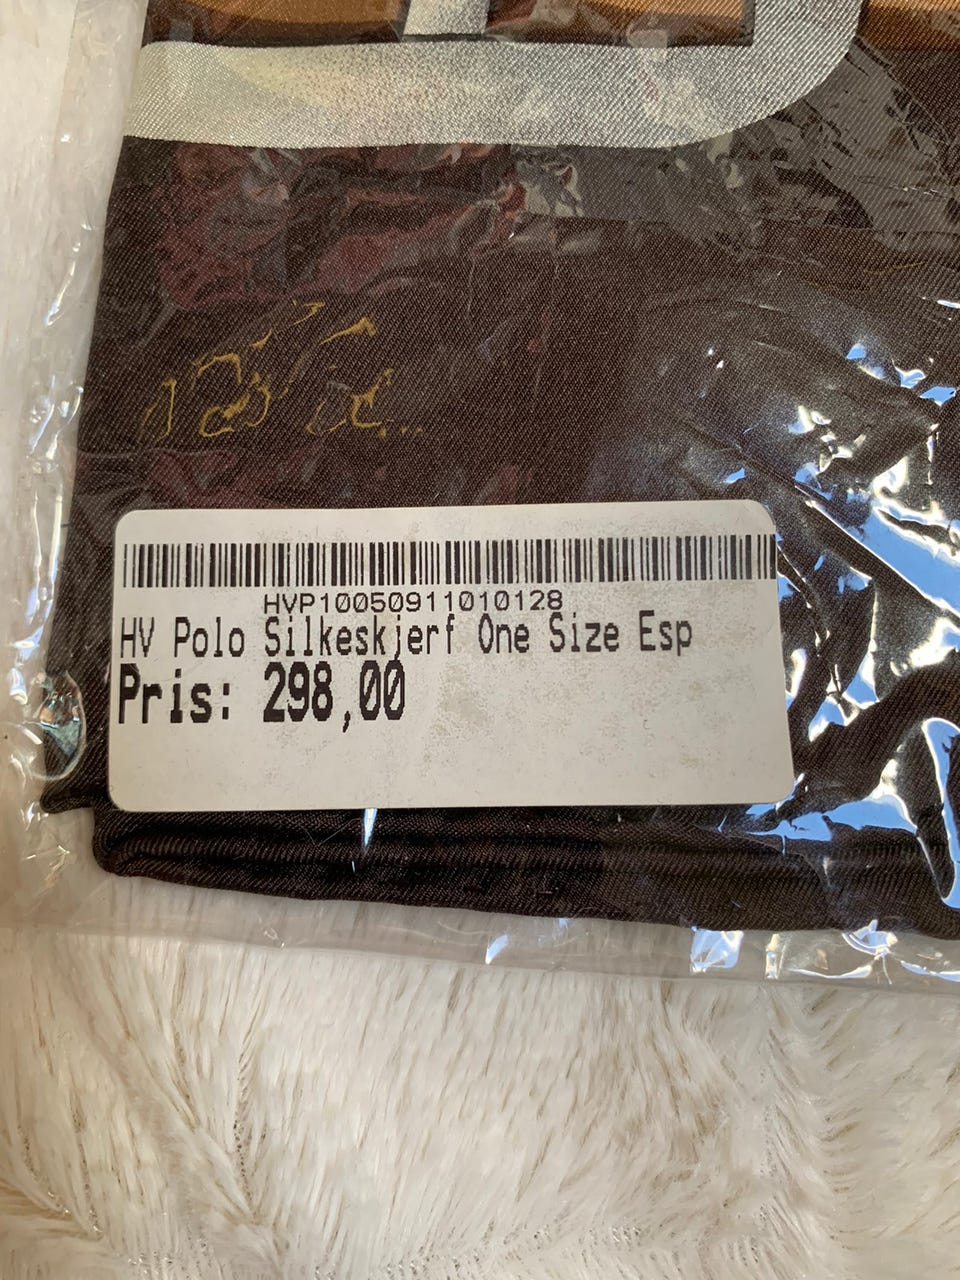 HVP10050911010128
HV Polo Silkeskjerf One Size Esp
Pris: 298,00